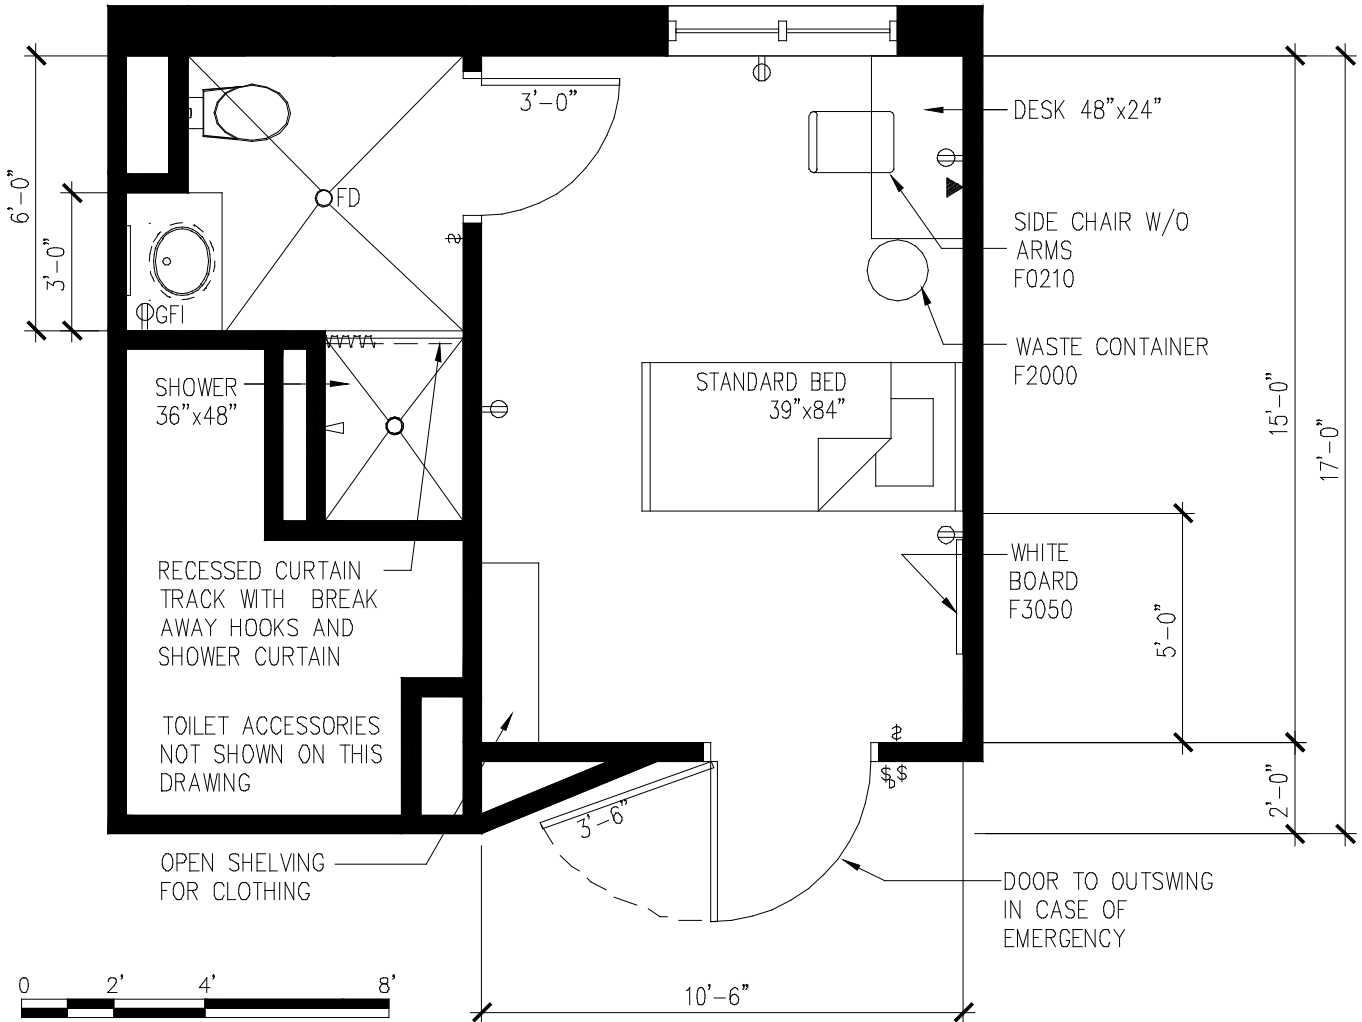 3'-0"
DESK 48"x24"
6'-0"
FD
SIDE CHAIR W/O
ARMS
F0210
3'-0"
GFI
WASTE CONTAINER
F2000
SHOWER
36"x48"
STANDARD BED
39"x84"
15'-0"
17'-0"
RECESSED CURTAIN
TRACK WITH BREAK
AWAY HOOKS AND
SHOWER CURTAIN
WHITE
BOARD
F3050
5'-0"
TOILET ACCESSORIES
NOT SHOWN ON THIS
DRAWING
$
$ $
$
2'-0"
3'-6"
OPEN SHELVING
FOR CLOTHING
DOOR TO OUTSWING
IN CASE OF
EMERGENCY
0 2' 4' 8'
10'-6"